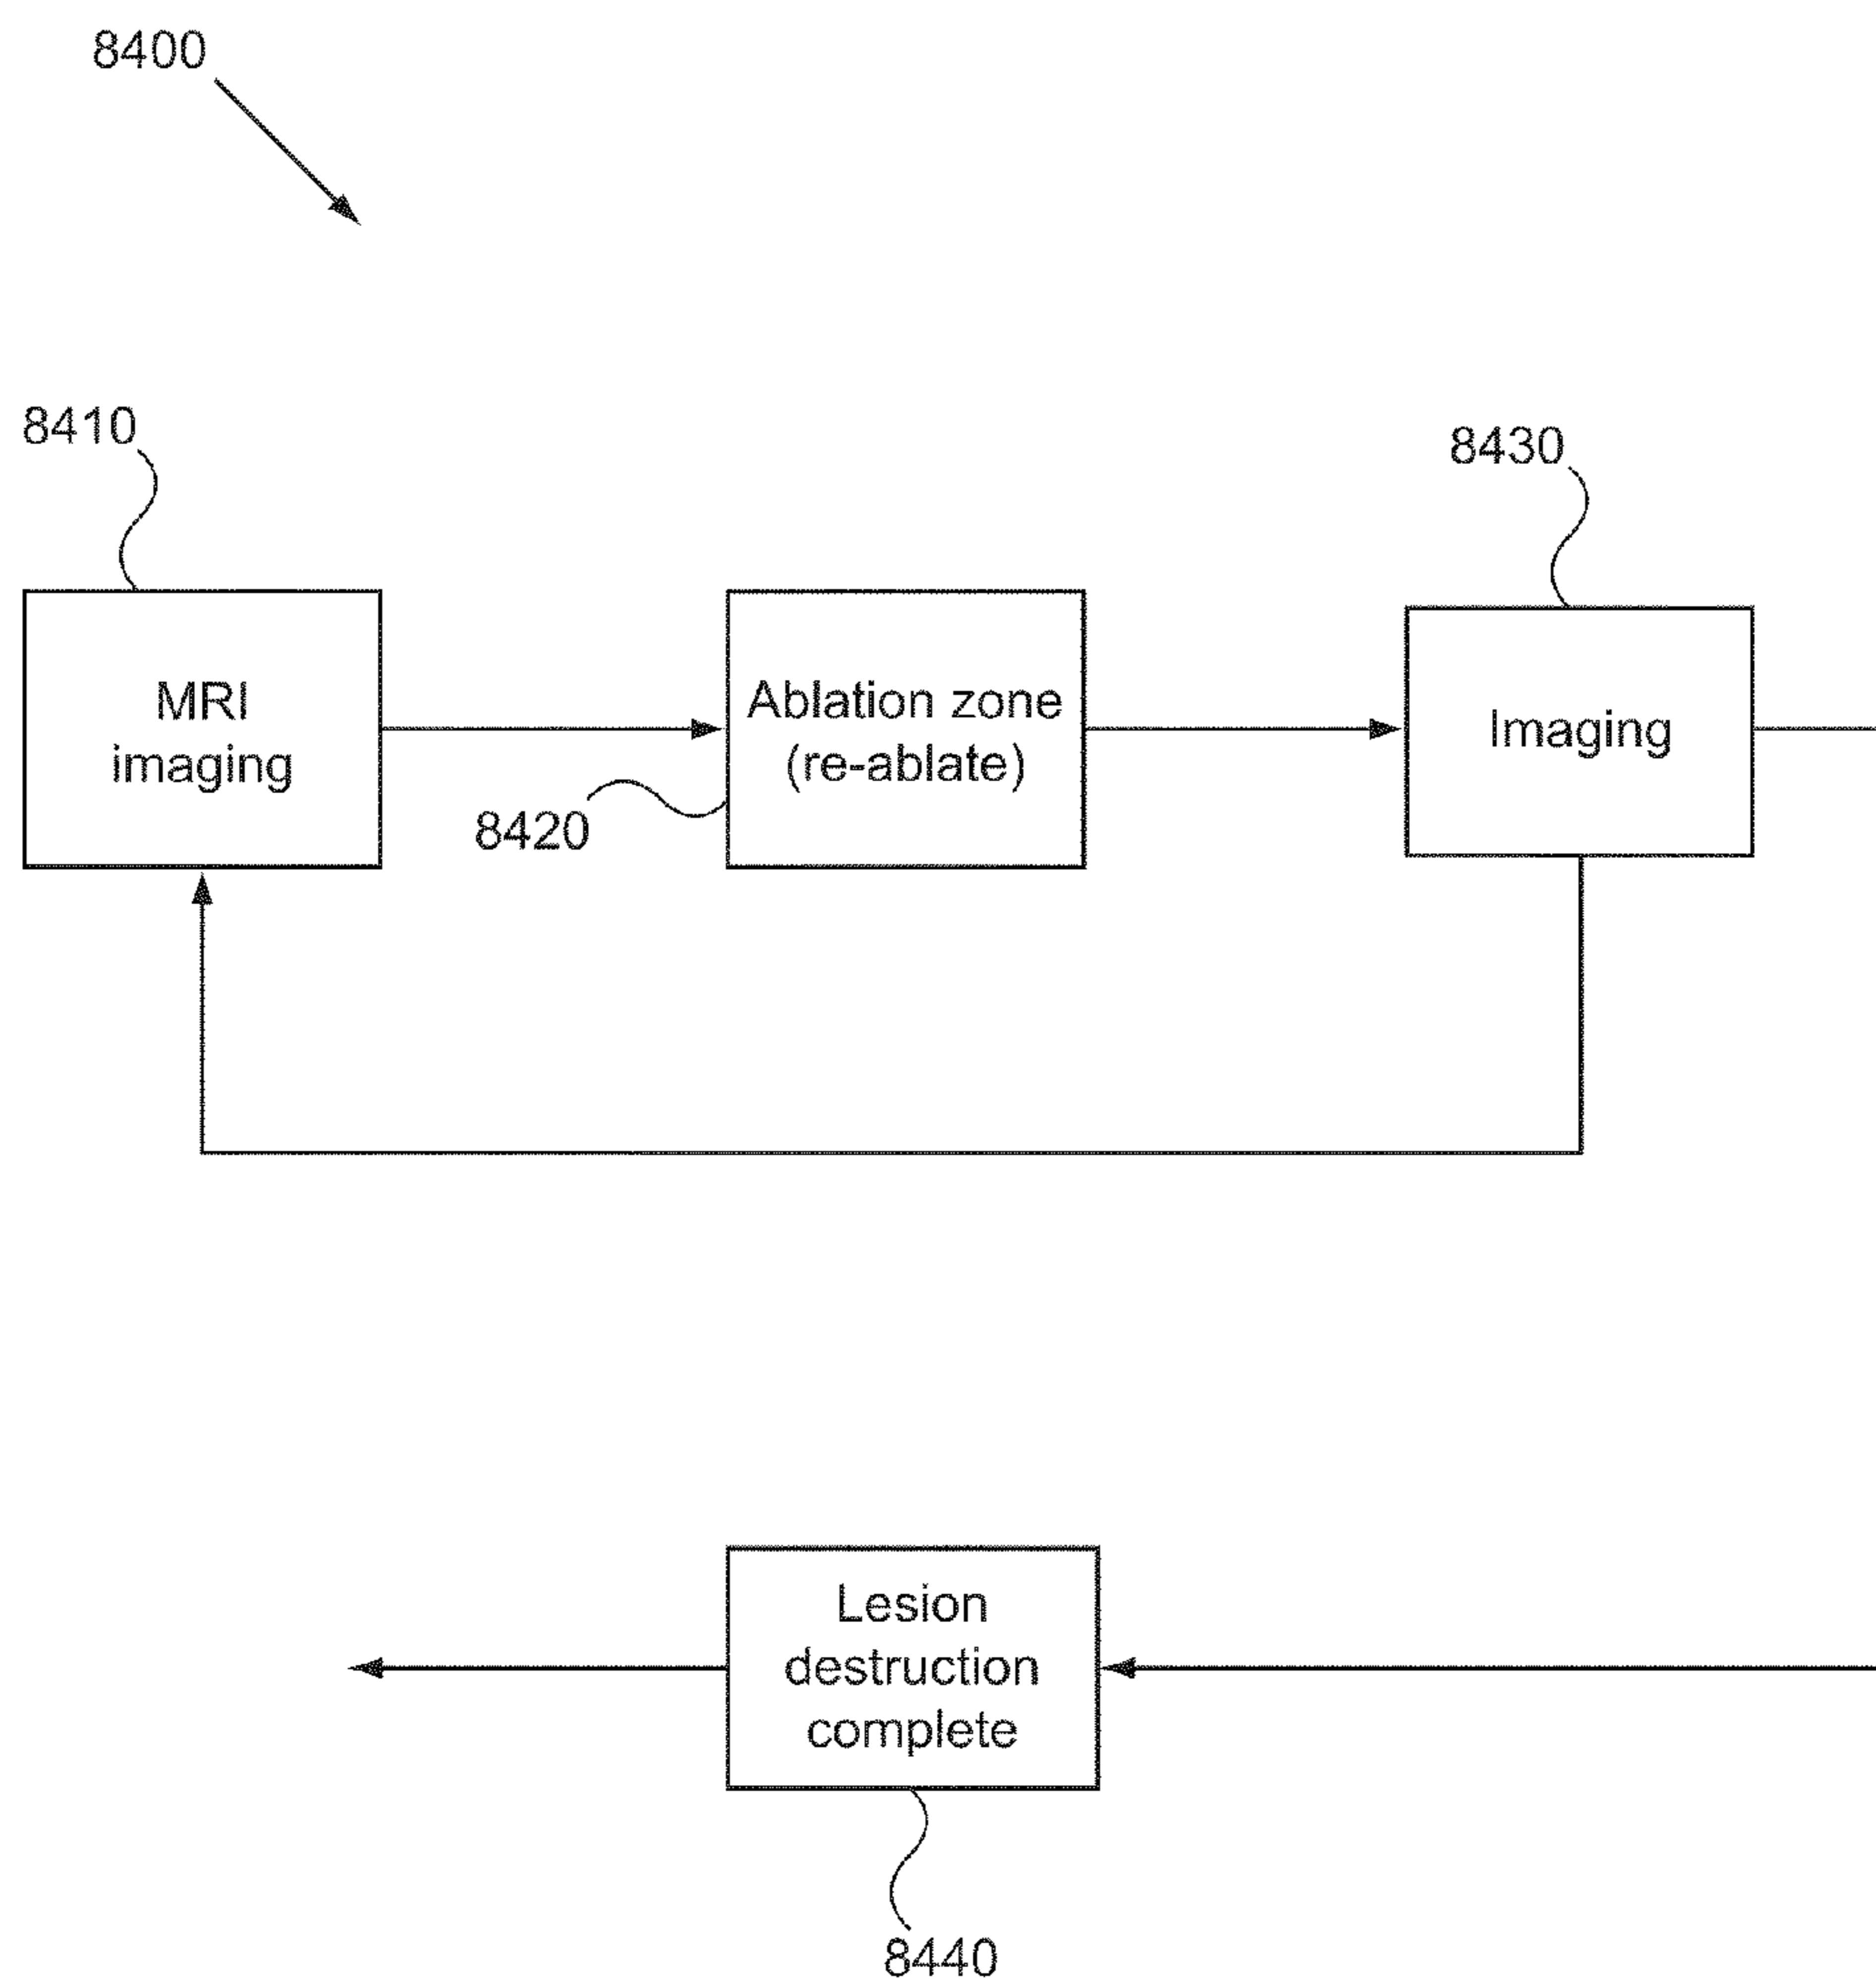 8400
8410
8430
MRI
imaging
Ablation zone
(re-ablate)
Imaging
8420
Lesion
destruction
complete
8440